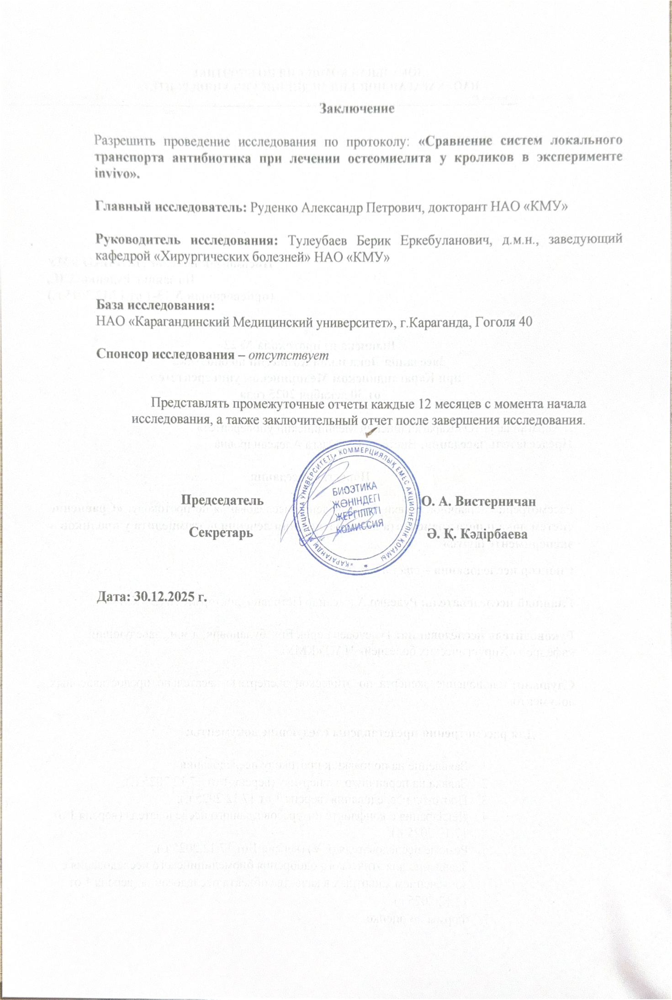 Заключение
Разрешить проведение исследования по протоколу: «Сравнение систем локального
транспорта антибиотика при лечении остеомиелита у кроликов в эксперименте
invivo».
Главный исследователь: Руденко Александр Петрович, докторант НАО «КМУ»
Руководитель исследования: Тулеубаев Берик Еркебуланович, д.м.н., заведующий
кафедрой «Хирургических болезней» НАО «КМУ»
База исследования:
НАО «Карагандинский Медицинский университет», г.Караганда, Гоголя 40
Спонсор исследования – отсутствует
Представлять промежуточные отчеты каждые 12 месяцев с момента начала
исследования, а также заключительный отчет после завершения исследования.
«ҚАРАҒАНДЫ МЕДИЦИНА УНИВЕРСИТЕТІ» КОММЕРЦИЯЛЫҚ ЕМЕС АКЦИОНЕРЛІК ҚОҒАМЫ
БИОЭТИКА
ЖӨНІНДЕГІ
ЖЕРГІЛІКТІ
КОМИССИЯ
Председатель О. А. Вистерничан
Секретарь Ә. Қ. Кәдірбаева
Дата: 30.12.2025 г.